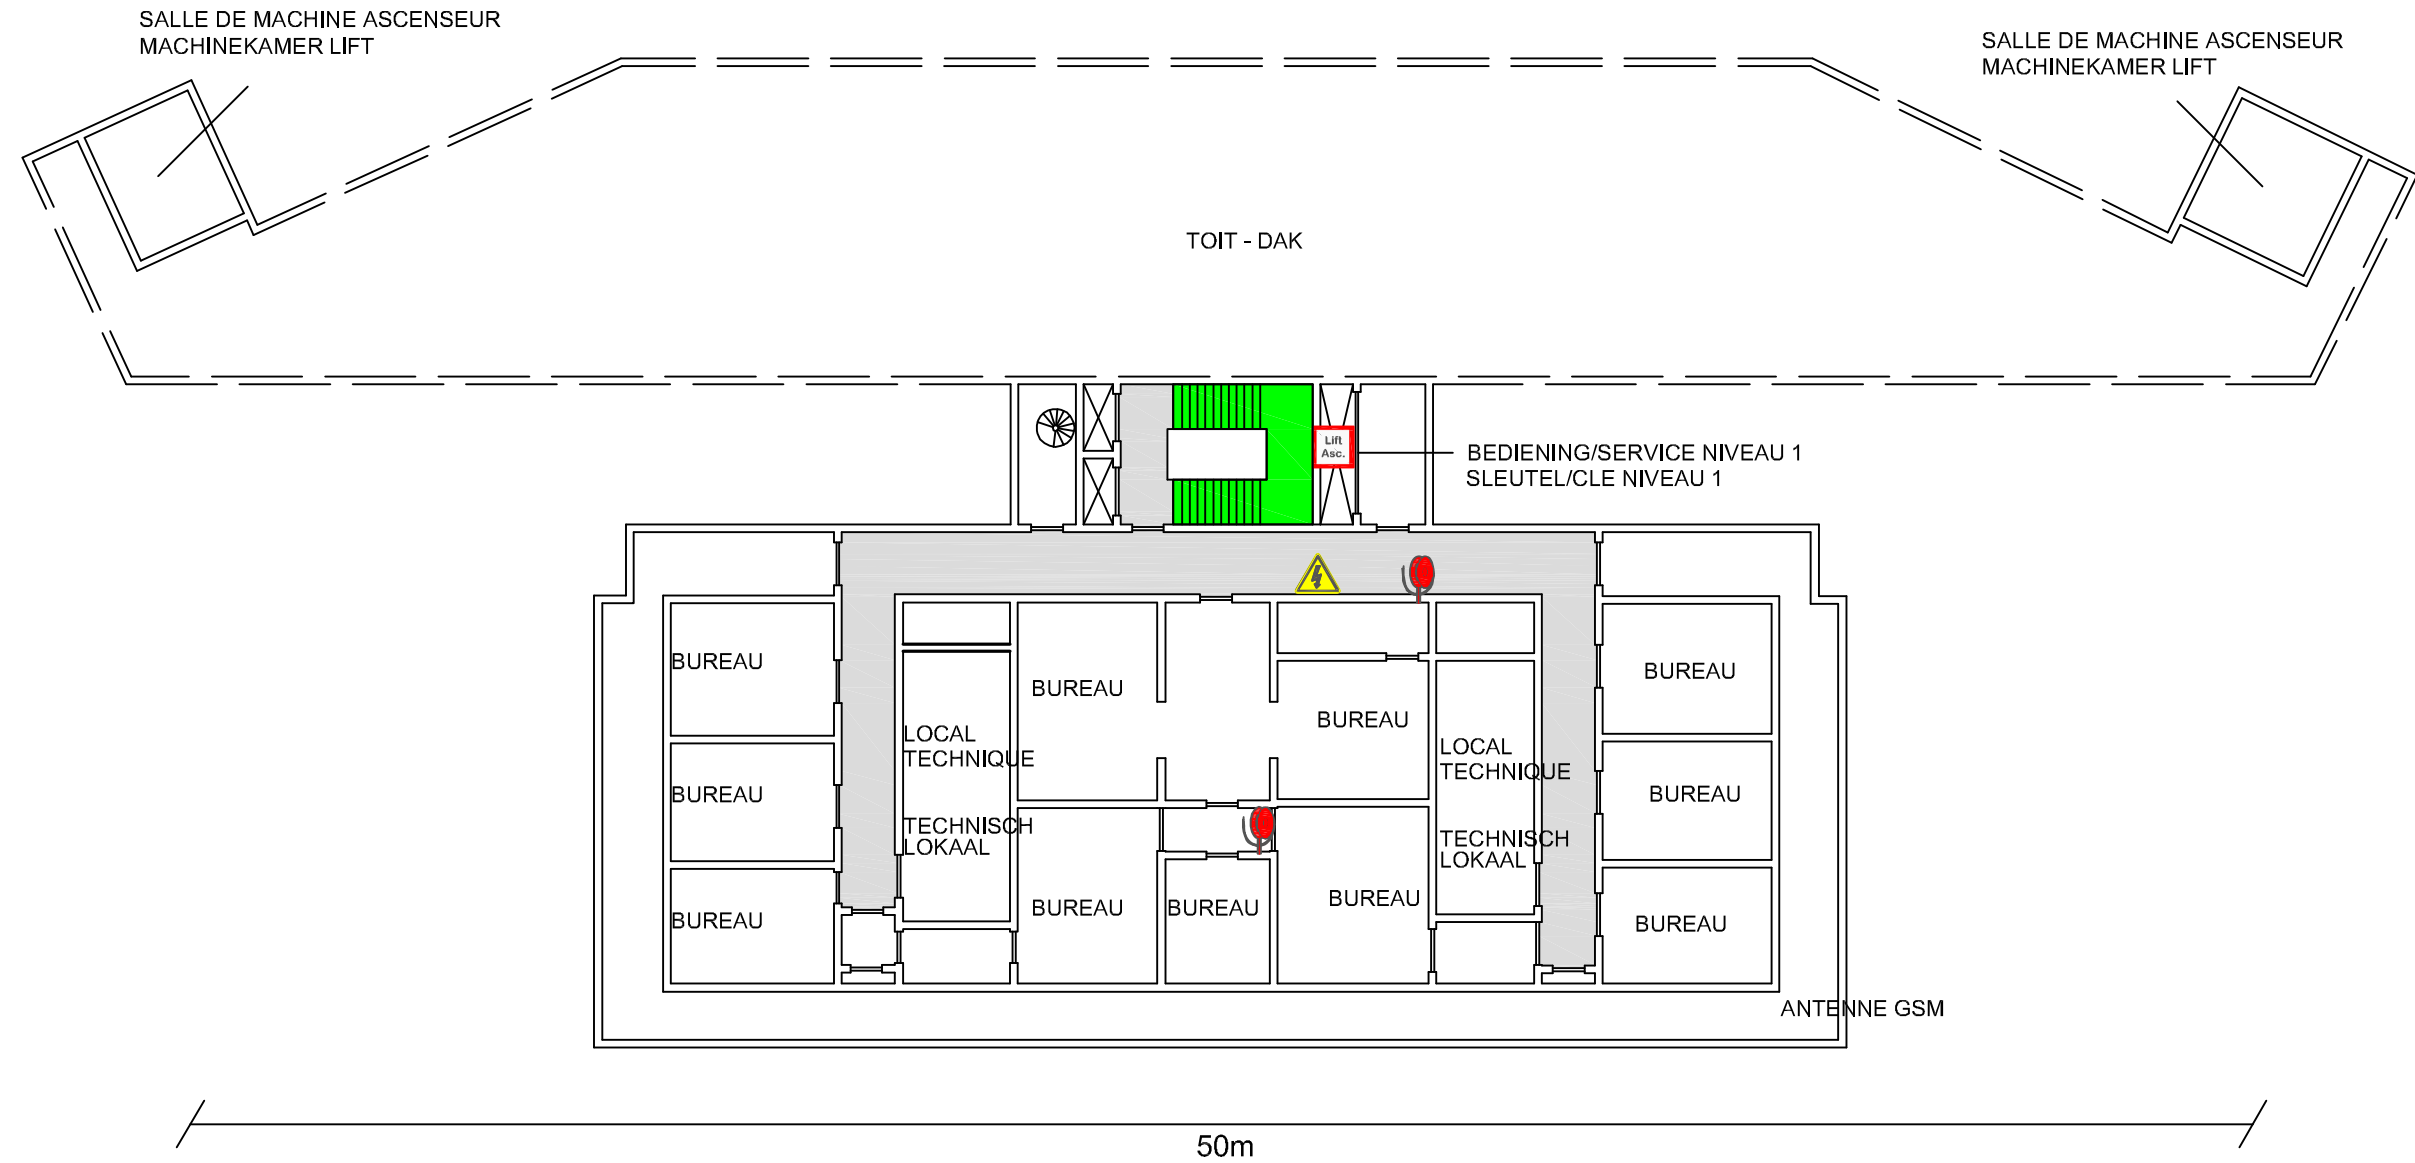 SALLE DE MACHINE ASCENSEUR
MACHINEKAMER LIFT
SALLE DE MACHINE ASCENSEUR
MACHINEKAMER LIFT
TOIT - DAK
Lift
Asc.
BEDIENING/SERVICE NIVEAU 1
SLEUTEL/CLE NIVEAU 1
BUREAU
BUREAU
BUREAU
LOCAL
TECHNIQUE
TECHNISCH
LOKAAL
BUREAU
BUREAU
BUREAU
BUREAU
BUREAU
LOCAL
TECHNIQUE
TECHNISCH
LOKAAL
BUREAU
BUREAU
BUREAU
ANTENNE GSM
50m